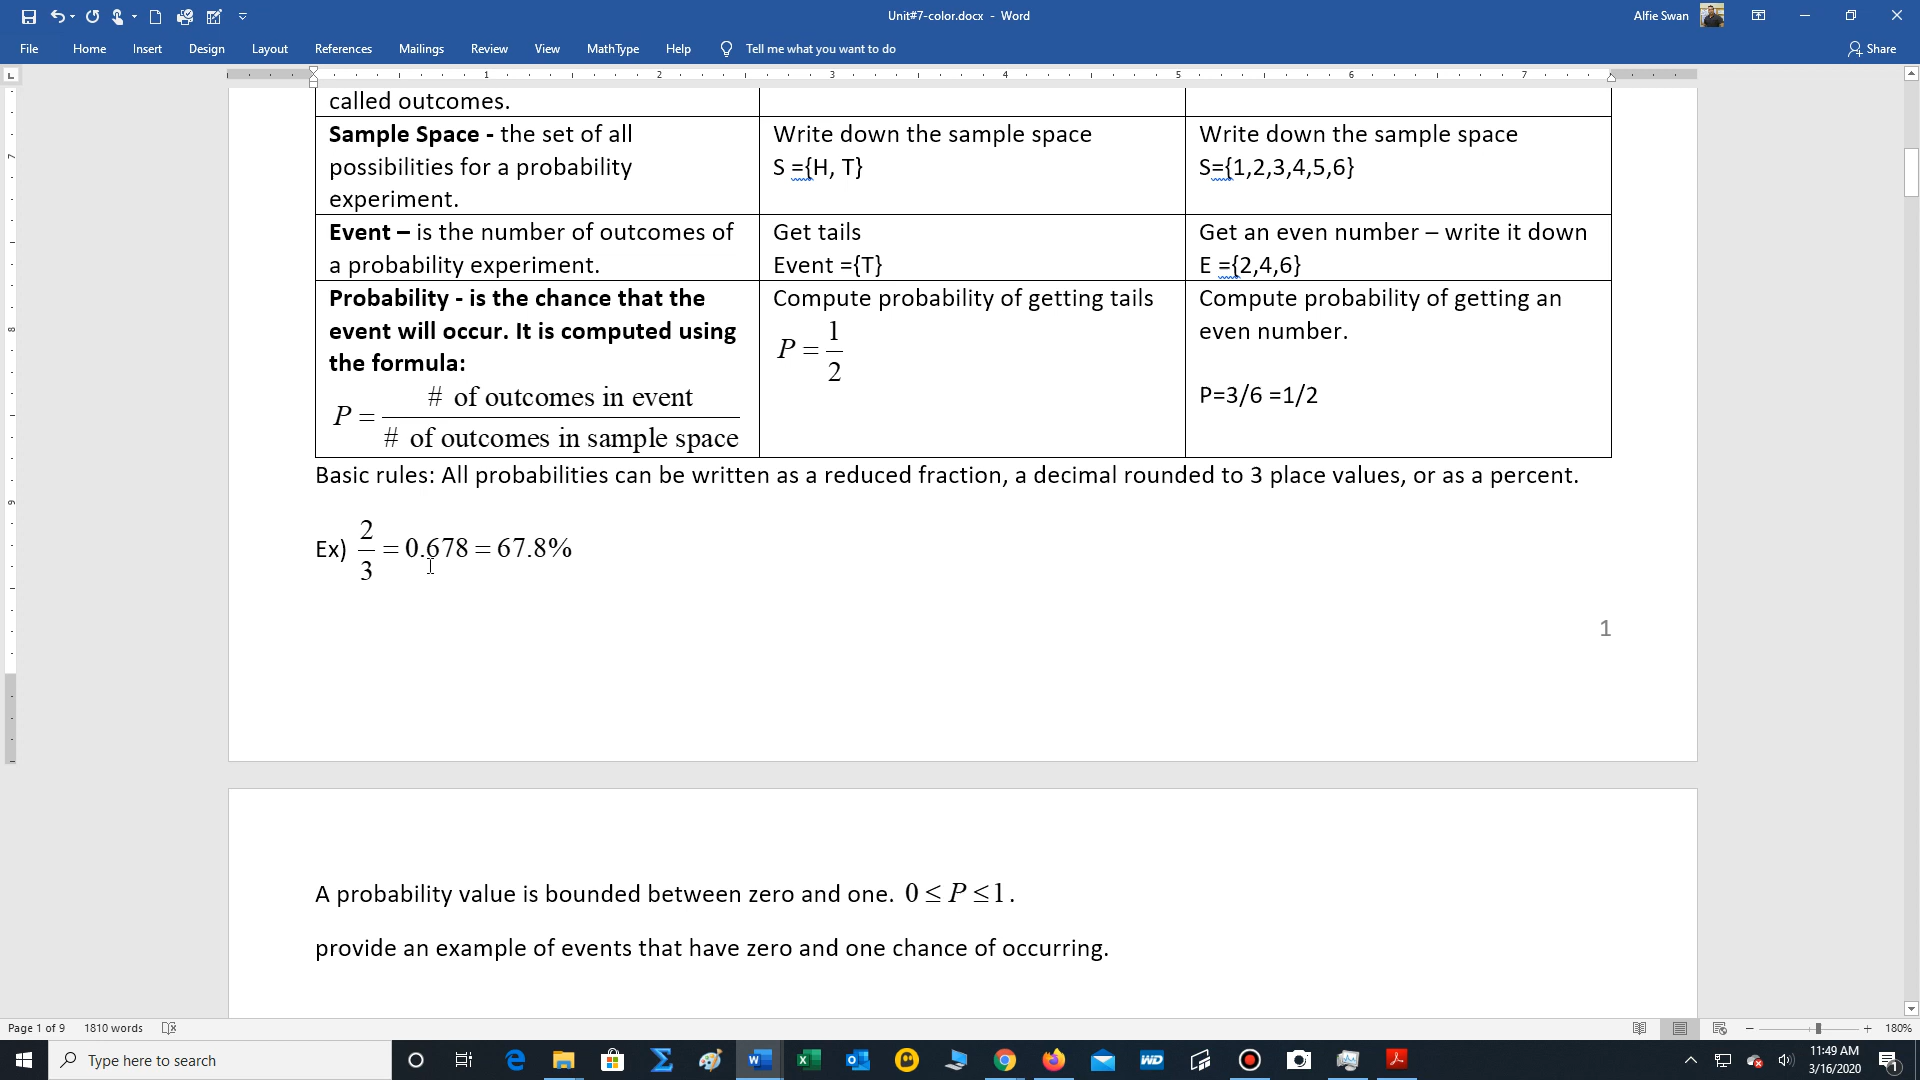 Unit#7-color.docx - Word
Alfie Swan
File Home Insert Design Layout References Mailings Review View MathType Help Tell me what you want to do Share
1 2 3 4 5 6 7
called outcomes.
Sample Space - the set of all
possibilities for a probability
experiment.
Write down the sample space
S ={H, T}
Write down the sample space
S={1,2,3,4,5,6}
Event – is the number of outcomes of
a probability experiment.
Get tails
Event ={T}
Get an even number – write it down
E ={2,4,6}
Probability - is the chance that the
event will occur. It is computed using
the formula:
P = # of outcomes in event / # of outcomes in sample space
Compute probability of getting tails
P = 1/2
Compute probability of getting an
even number.
P=3/6 =1/2
Basic rules: All probabilities can be written as a reduced fraction, a decimal rounded to 3 place values, or as a percent.
Ex) 2/3 = 0.678 = 67.8%
1
A probability value is bounded between zero and one. 0 ≤ P ≤ 1.
provide an example of events that have zero and one chance of occurring.
Page 1 of 9 1810 words 180%
Type here to search
11:49 AM
3/16/2020